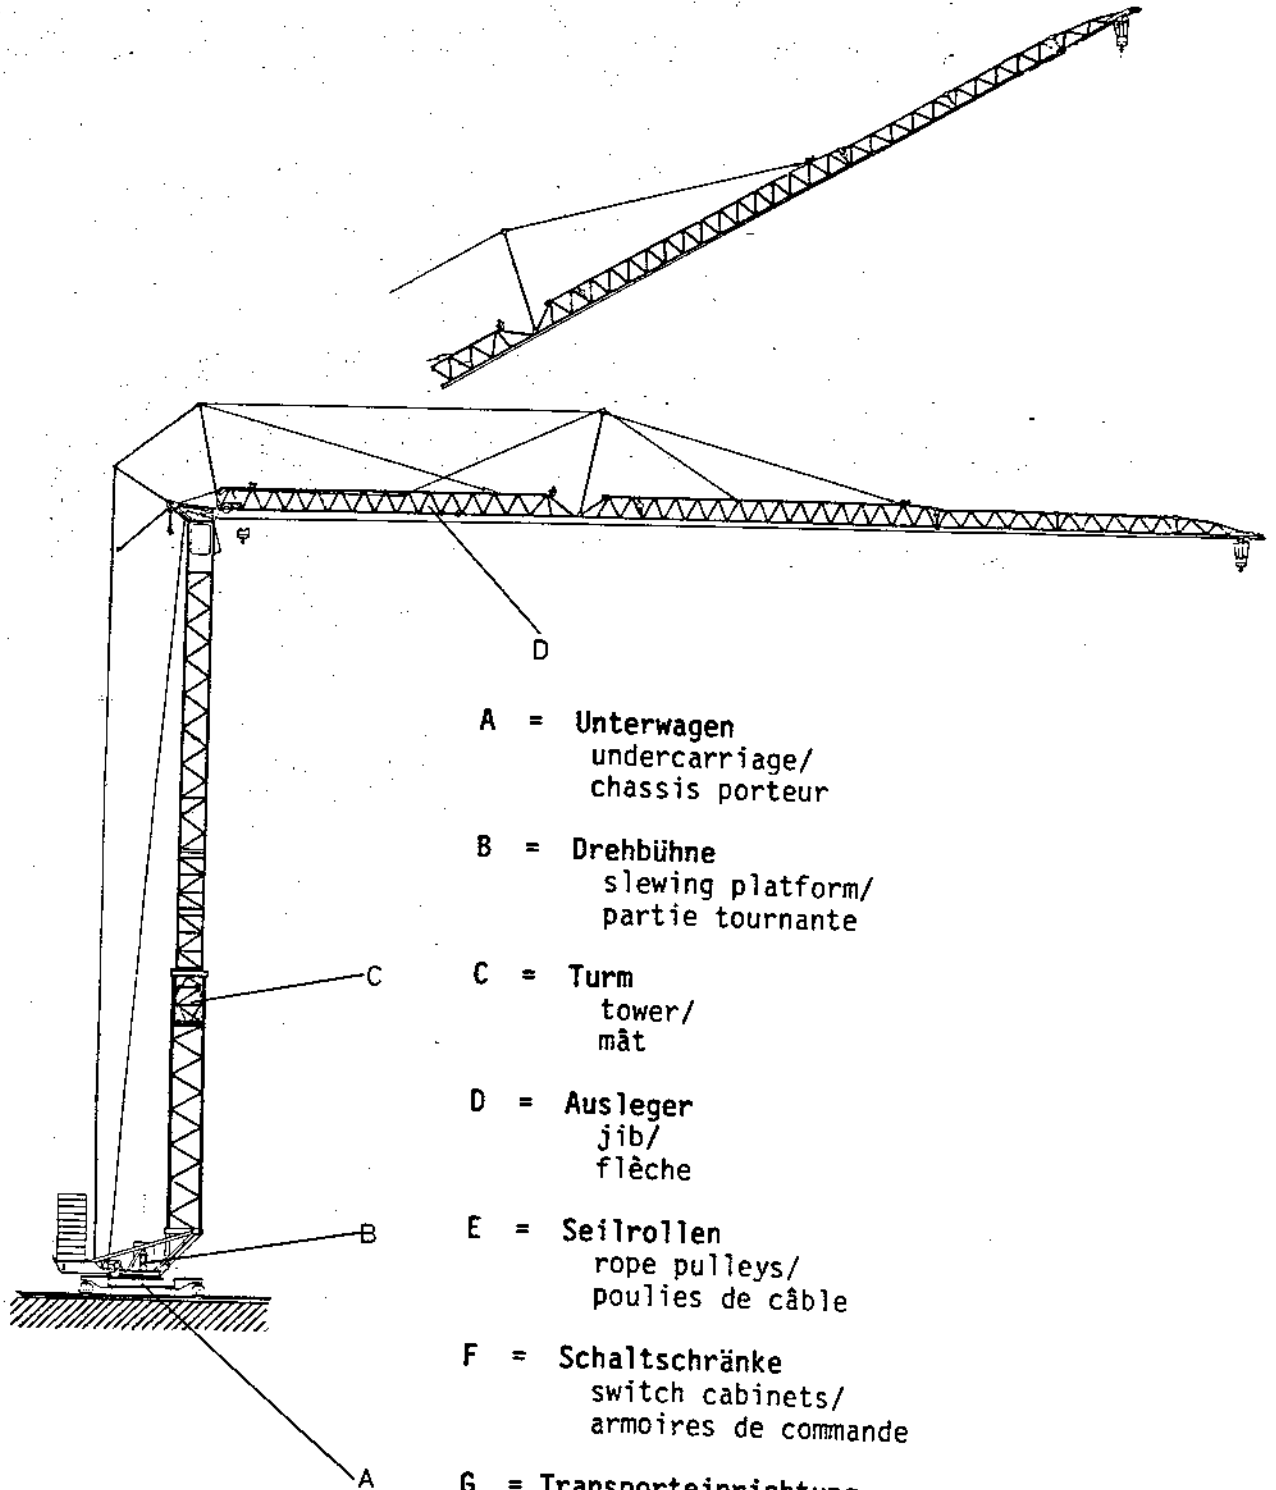 D
A = Unterwagen
undercarriage/
chassis porteur
B = Drehbühne
slewing platform/
partie tournante
C
C = Turm
tower/
mât
D = Ausleger
jib/
flèche
B
E = Seilrollen
rope pulleys/
poulies de câble
F = Schaltschränke
switch cabinets/
armoires de commande
A
G = Transporteinrichtung